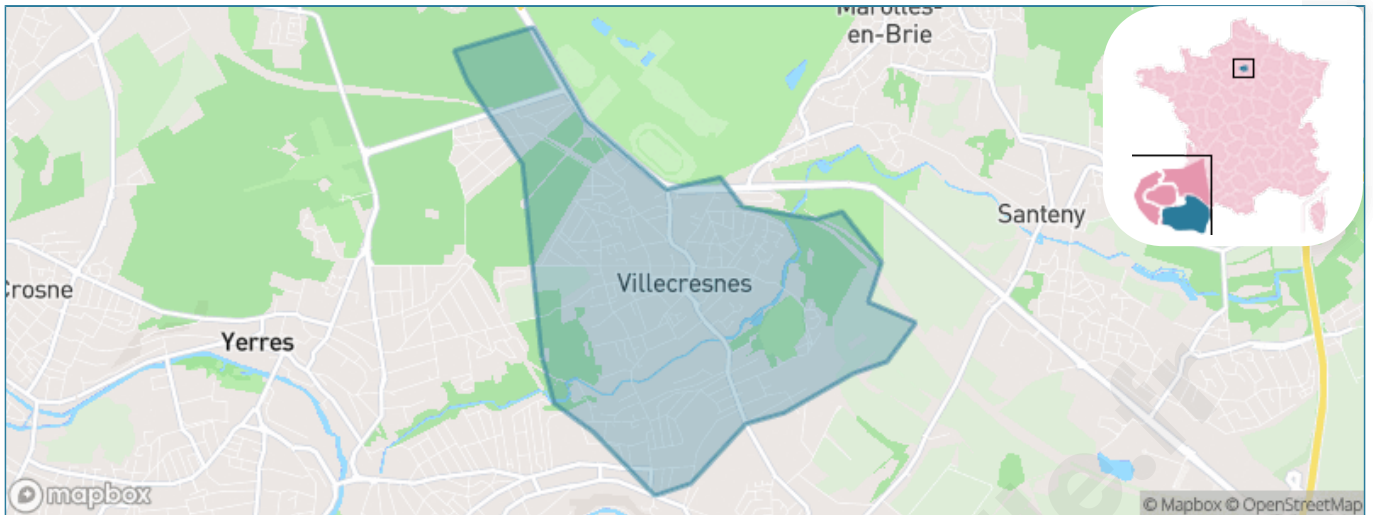 Marolles-
en-Brie
Santeny
Villecresnes
Crosne
Yerres
mapbox
© Mapbox © OpenStreetMap